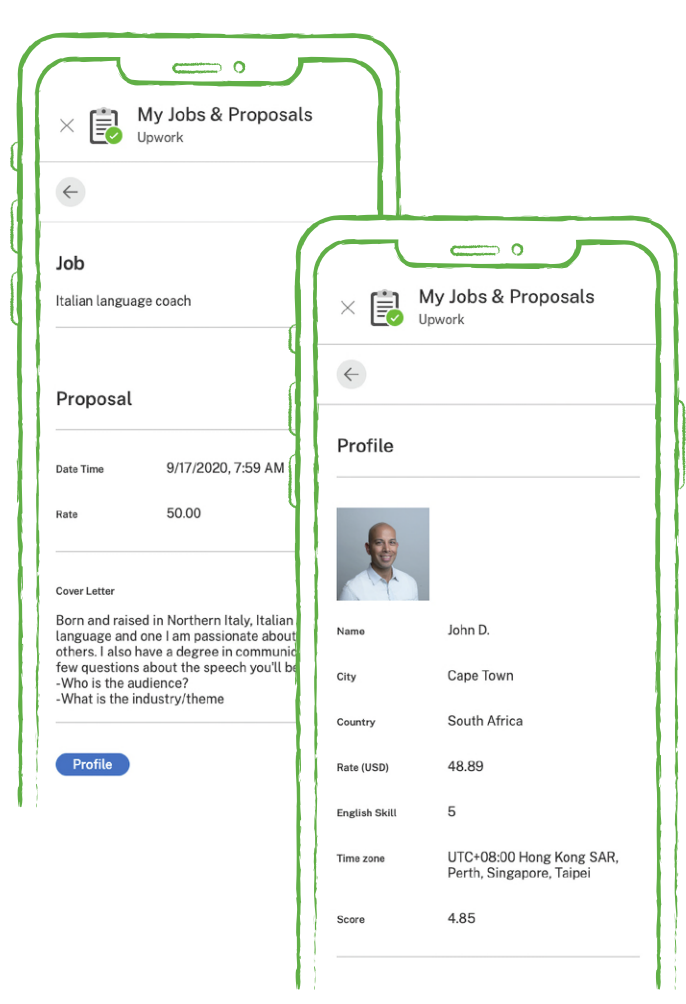 My Jobs & Proposals
Upwork
Job
Italian language coach
Proposal
Date Time 9/17/2020, 7:59 AM
Rate 50.00
Cover Letter
Born and raised in Northern Italy, Italian
language and one I am passionate about
others. I also have a degree in
few questions about the speech you'll
-Who is the audience?
-What is the industry/theme
Profile
My Jobs & Proposals
Upwork
Profile
Name John D.
City Cape Town
Country South Africa
Rate (USD) 48.89
English Skill 5
Time zone UTC+08:00 Hong Kong SAR,
Perth, Singapore, Taipei
Score 4.85